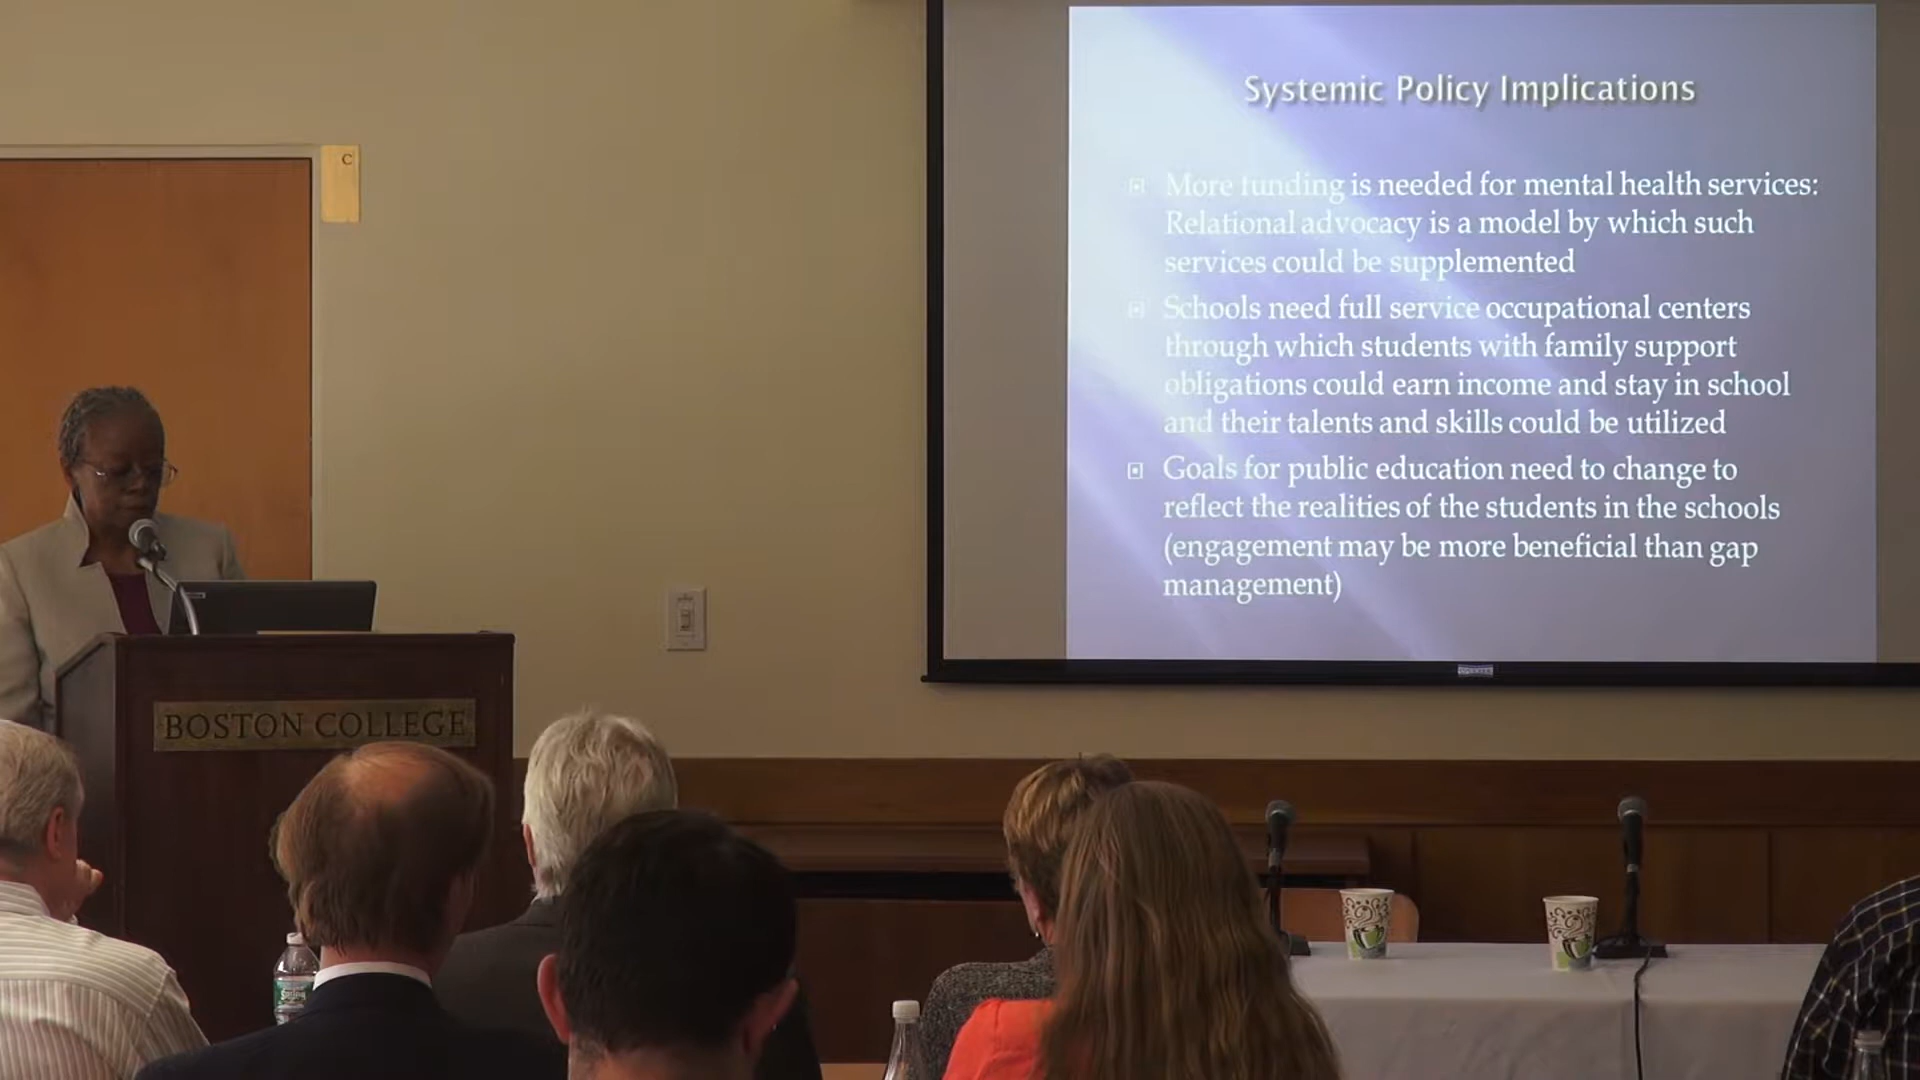 Systemic Policy Implications
More funding is needed for mental health services:
Relational advocacy is a model by which such
services could be supplemented
Schools need full service occupational centers
through which students with family support
obligations could earn income and stay in school
and their talents and skills could be utilized
Goals for public education need to change to
reflect the realities of the students in the schools
(engagement may be more beneficial than gap
management)
C
BOSTON COLLEGE